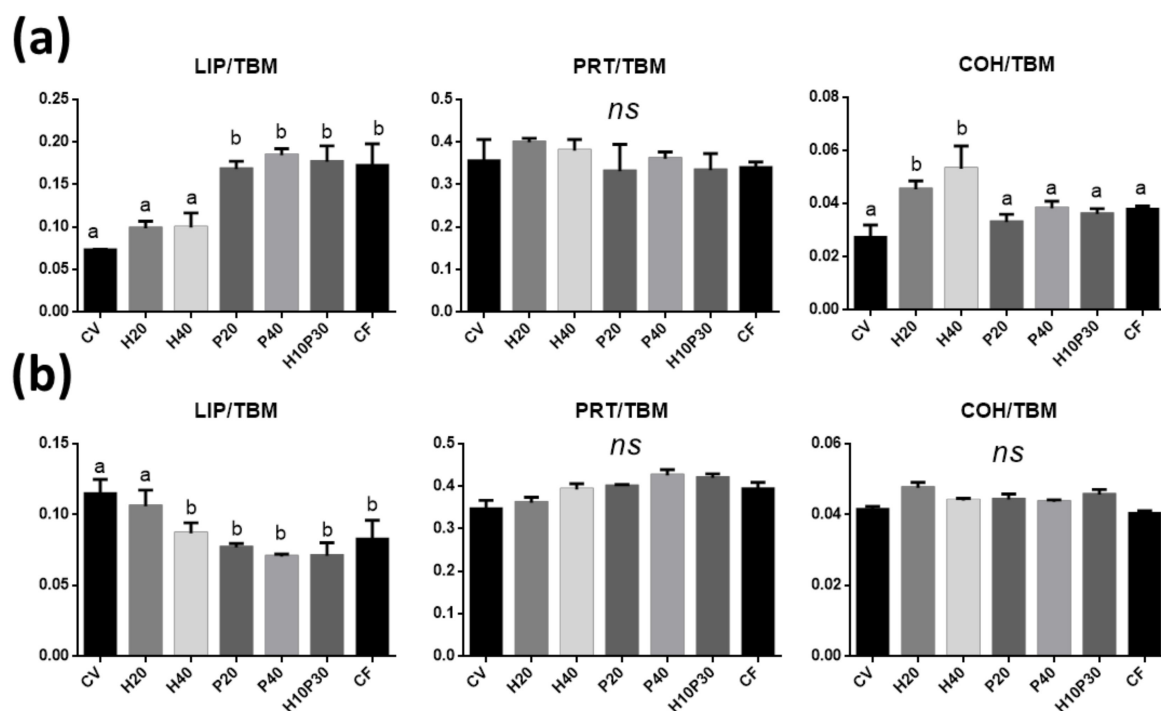 (a)
LIP/TBM
0.25
0.20
0.15
0.10
0.05
0.00
a
a
a
b
b
b
b
CV
H20
H40
P20
P40
H10P30
CF
PRT/TBM
0.5
0.4
0.3
0.2
0.1
0.0
ns
CV
H20
H40
P20
P40
H10P30
CF
COH/TBM
0.08
0.06
0.04
0.02
0.00
a
b
b
a
a
a
a
CV
H20
H40
P20
P40
H10P30
CF
(b)
LIP/TBM
0.15
0.10
0.05
0.00
a
a
b
b
b
b
b
CV
H20
H40
P20
P40
H10P30
CF
PRT/TBM
0.5
0.4
0.3
0.2
0.1
0.0
ns
CV
H20
H40
P20
P40
H10P30
CF
COH/TBM
0.06
0.04
0.02
0.00
ns
CV
H20
H40
P20
P40
H10P30
CF